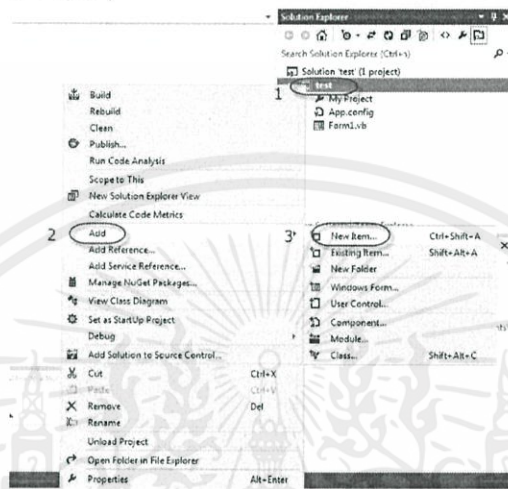 Solution Explorer
Search Solution Explorer (Ctrl+ก)
Solution 'test' (1 project)
1
test
My Project
App.config
Form1.vb
Build
Rebuild
Clean
Publish...
Run Code Analysis
Scope to This
New Solution Explorer View
Calculate Code Metrics
2
Add
Add Reference...
Add Service Reference...
Manage NuGet Packages...
View Class Diagram
Set as StartUp Project
Debug
Add Solution to Source Control...
Cut Ctrl+X
Paste Ctrl+V
Remove Del
Rename
Unload Project
Open Folder in File Explorer
Properties Alt+Enter
3
New Item... Ctrl+Shift+A
Existing Item... Shift+Alt+A
New Folder
Windows Form...
User Control...
Component...
Module...
Class... Shift+Alt+C